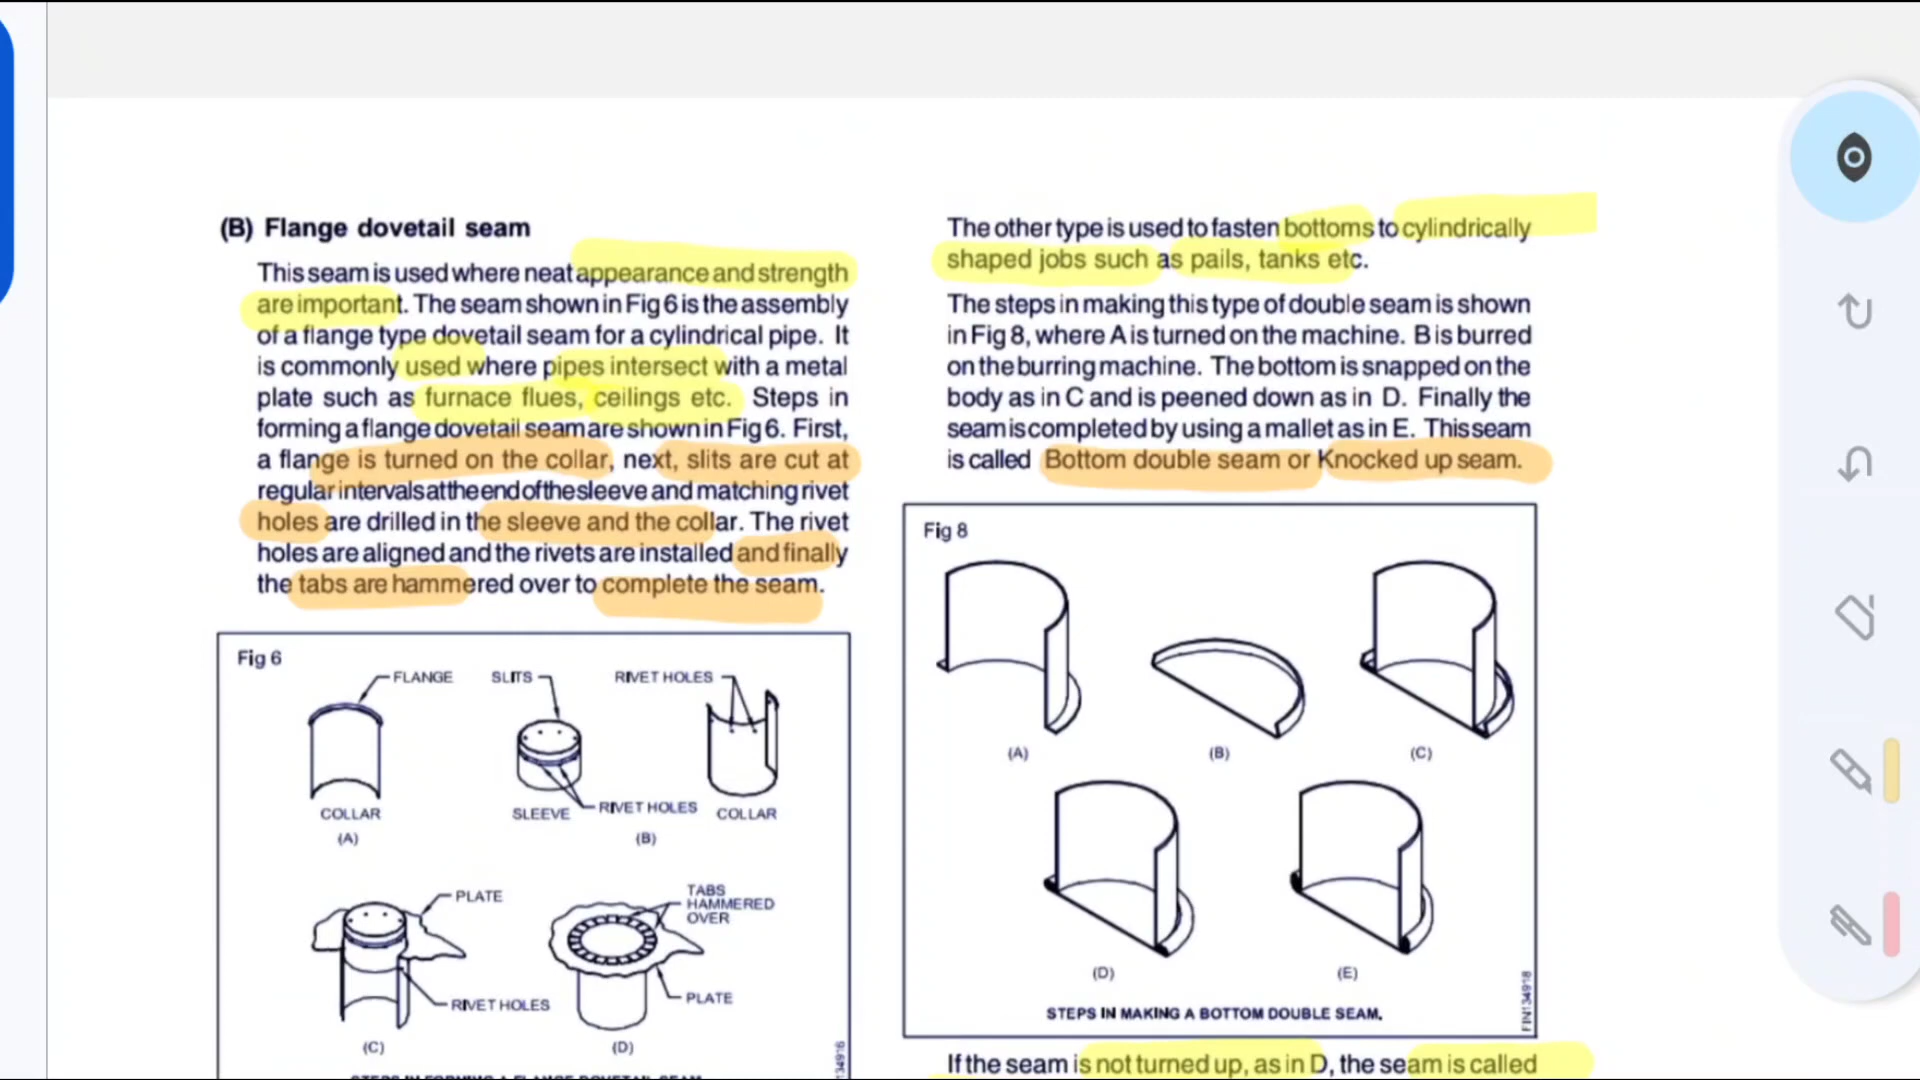 (B) Flange dovetail seam
This seam is used where neat appearance and strength
are important. The seam shown in Fig 6 is the assembly
of a flange type dovetail seam for a cylindrical pipe. It
is commonly used where pipes intersect with a metal
plate such as furnace flues, ceilings etc. Steps in
forming a flange dovetail seam are shown in Fig 6. First,
a flange is turned on the collar, next, slits are cut at
regular intervals at the end of the sleeve and matching rivet
holes are drilled in the sleeve and the collar. The rivet
holes are aligned and the rivets are installed and finally
the tabs are hammered over to complete the seam.
Fig 6
FLANGE
SLITS
RIVET HOLES
COLLAR
SLEEVE
RIVET HOLES
COLLAR
(A)
(B)
PLATE
TABS
HAMMERED
OVER
RIVET HOLES
PLATE
(C)
(D)
STEPS IN FORMING A FLANGE DOVETAIL SEAM
The other type is used to fasten bottoms to cylindrically
shaped jobs such as pails, tanks etc.
The steps in making this type of double seam is shown
in Fig 8, where A is turned on the machine. B is burred
on the burring machine. The bottom is snapped on the
body as in C and is peened down as in D. Finally the
seam is completed by using a mallet as in E. This seam
is called Bottom double seam or Knocked up seam.
Fig 8
(A)
(B)
(C)
(D)
(E)
STEPS IN MAKING A BOTTOM DOUBLE SEAM.
FIN134918
If the seam is not turned up, as in D, the seam is called